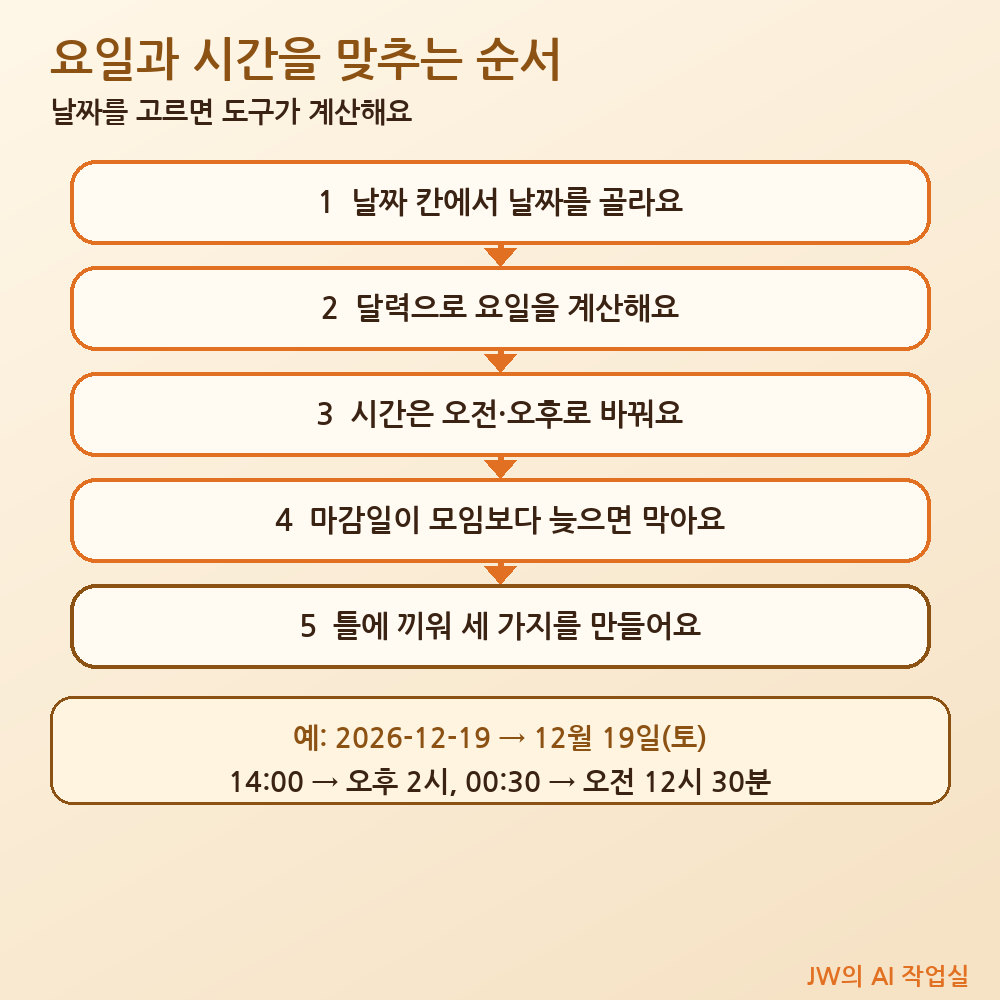 요일과 시간을 맞추는 순서
날짜를 고르면 도구가 계산해요
1 날짜 칸에서 날짜를 골라요
2 달력으로 요일을 계산해요
3 시간은 오전·오후로 바꿔요
4 마감일이 모임보다 늦으면 막아요
5 틀에 끼워 세 가지를 만들어요
예: 2026-12-19 → 12월 19일(토)
14:00 → 오후 2시, 00:30 → 오전 12시 30분
JW의 AI 작업실